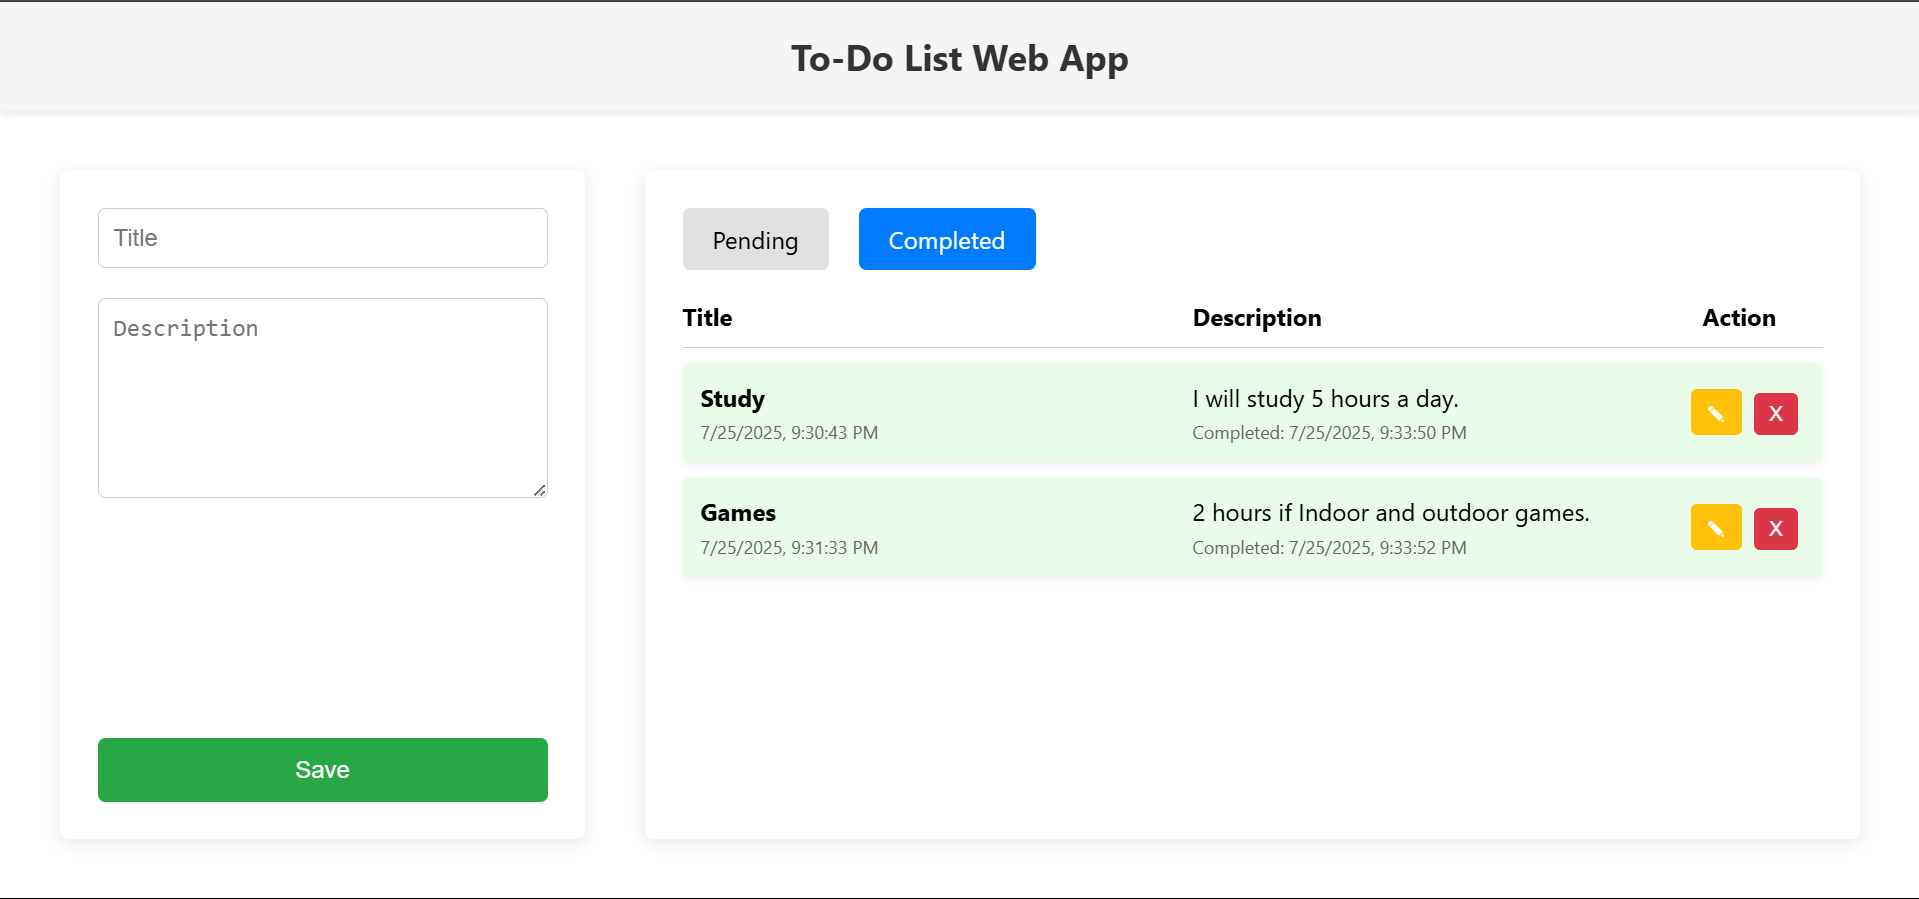 To-Do List Web App
Title
Description
Save
Pending Completed
Title Description Action
Study I will study 5 hours a day.
7/25/2025, 9:30:43 PM Completed: 7/25/2025, 9:33:50 PM X
Games 2 hours if Indoor and outdoor games.
7/25/2025, 9:31:33 PM Completed: 7/25/2025, 9:33:52 PM X